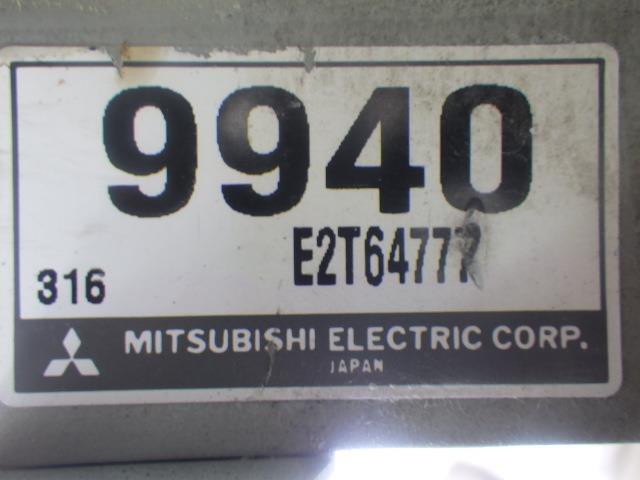 9940
E2T64777
316
MITSUBISHI ELECTRIC CORP.
JAPAN